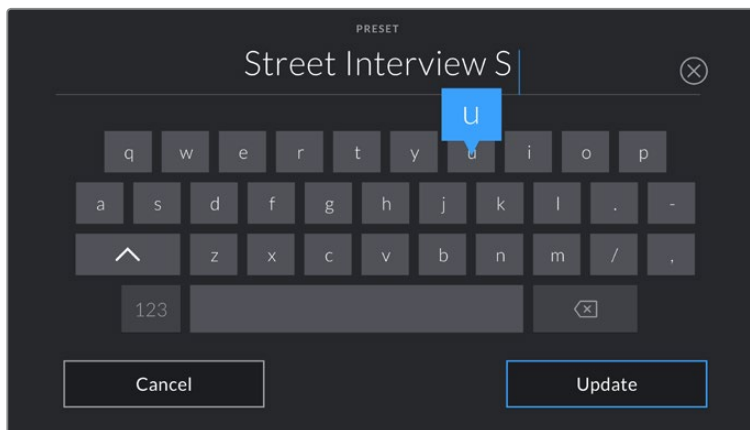 PRESET
Street Interview S
u
q w e r t y u i o p
a s d f g h j k l . -
z x c v b n m / ,
123
Cancel Update